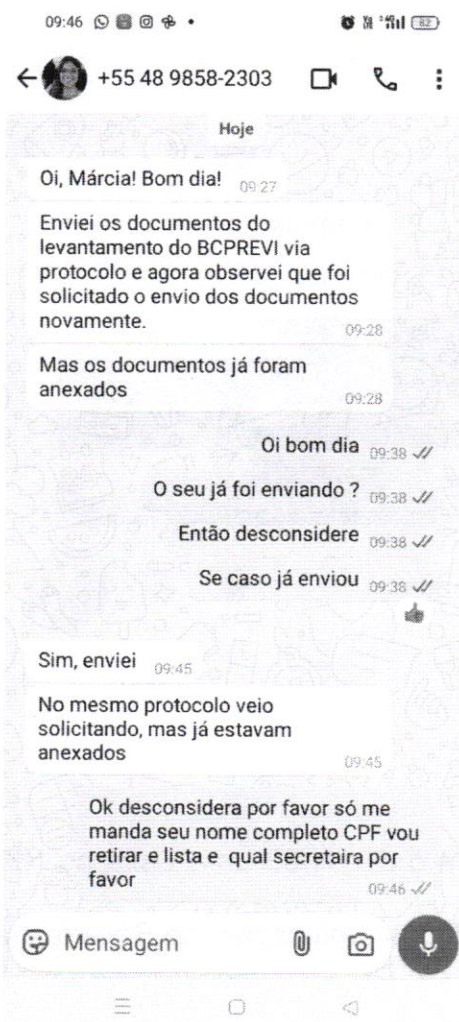 09:46
82
+55 48 9858-2303
Hoje
Oi, Márcia! Bom dia! 09:27
Enviei os documentos do
levantamento do BCPREVI via
protocolo e agora observei que foi
solicitado o envio dos documentos
novamente. 09:28
Mas os documentos já foram
anexados 09:28
Oi bom dia 09:38
O seu já foi enviando ? 09:38
Então desconsidere 09:38
Se caso já enviou 09:38
Sim, enviei 09:45
No mesmo protocolo veio
solicitando, mas já estavam
anexados 09:45
Ok desconsidera por favor só me
manda seu nome completo CPF vou
retirar e lista e qual secretaira por
favor 09:46
Mensagem